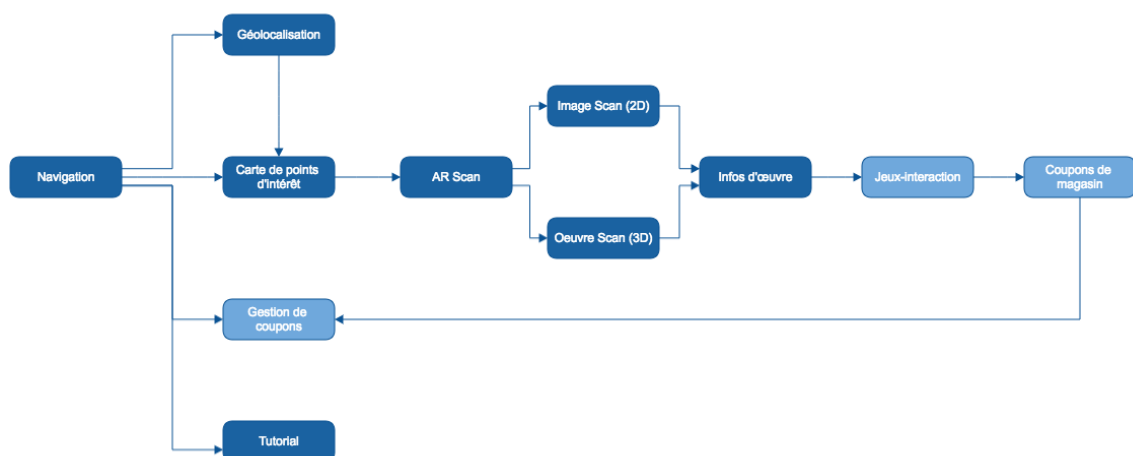 Géolocalisation
Image Scan (2D)
Navigation
Carte de points
d'intérêt
AR Scan
Infos d'œuvre
Jeux-interaction
Coupons de
magasin
Oeuvre Scan (3D)
Gestion de
coupons
Tutorial